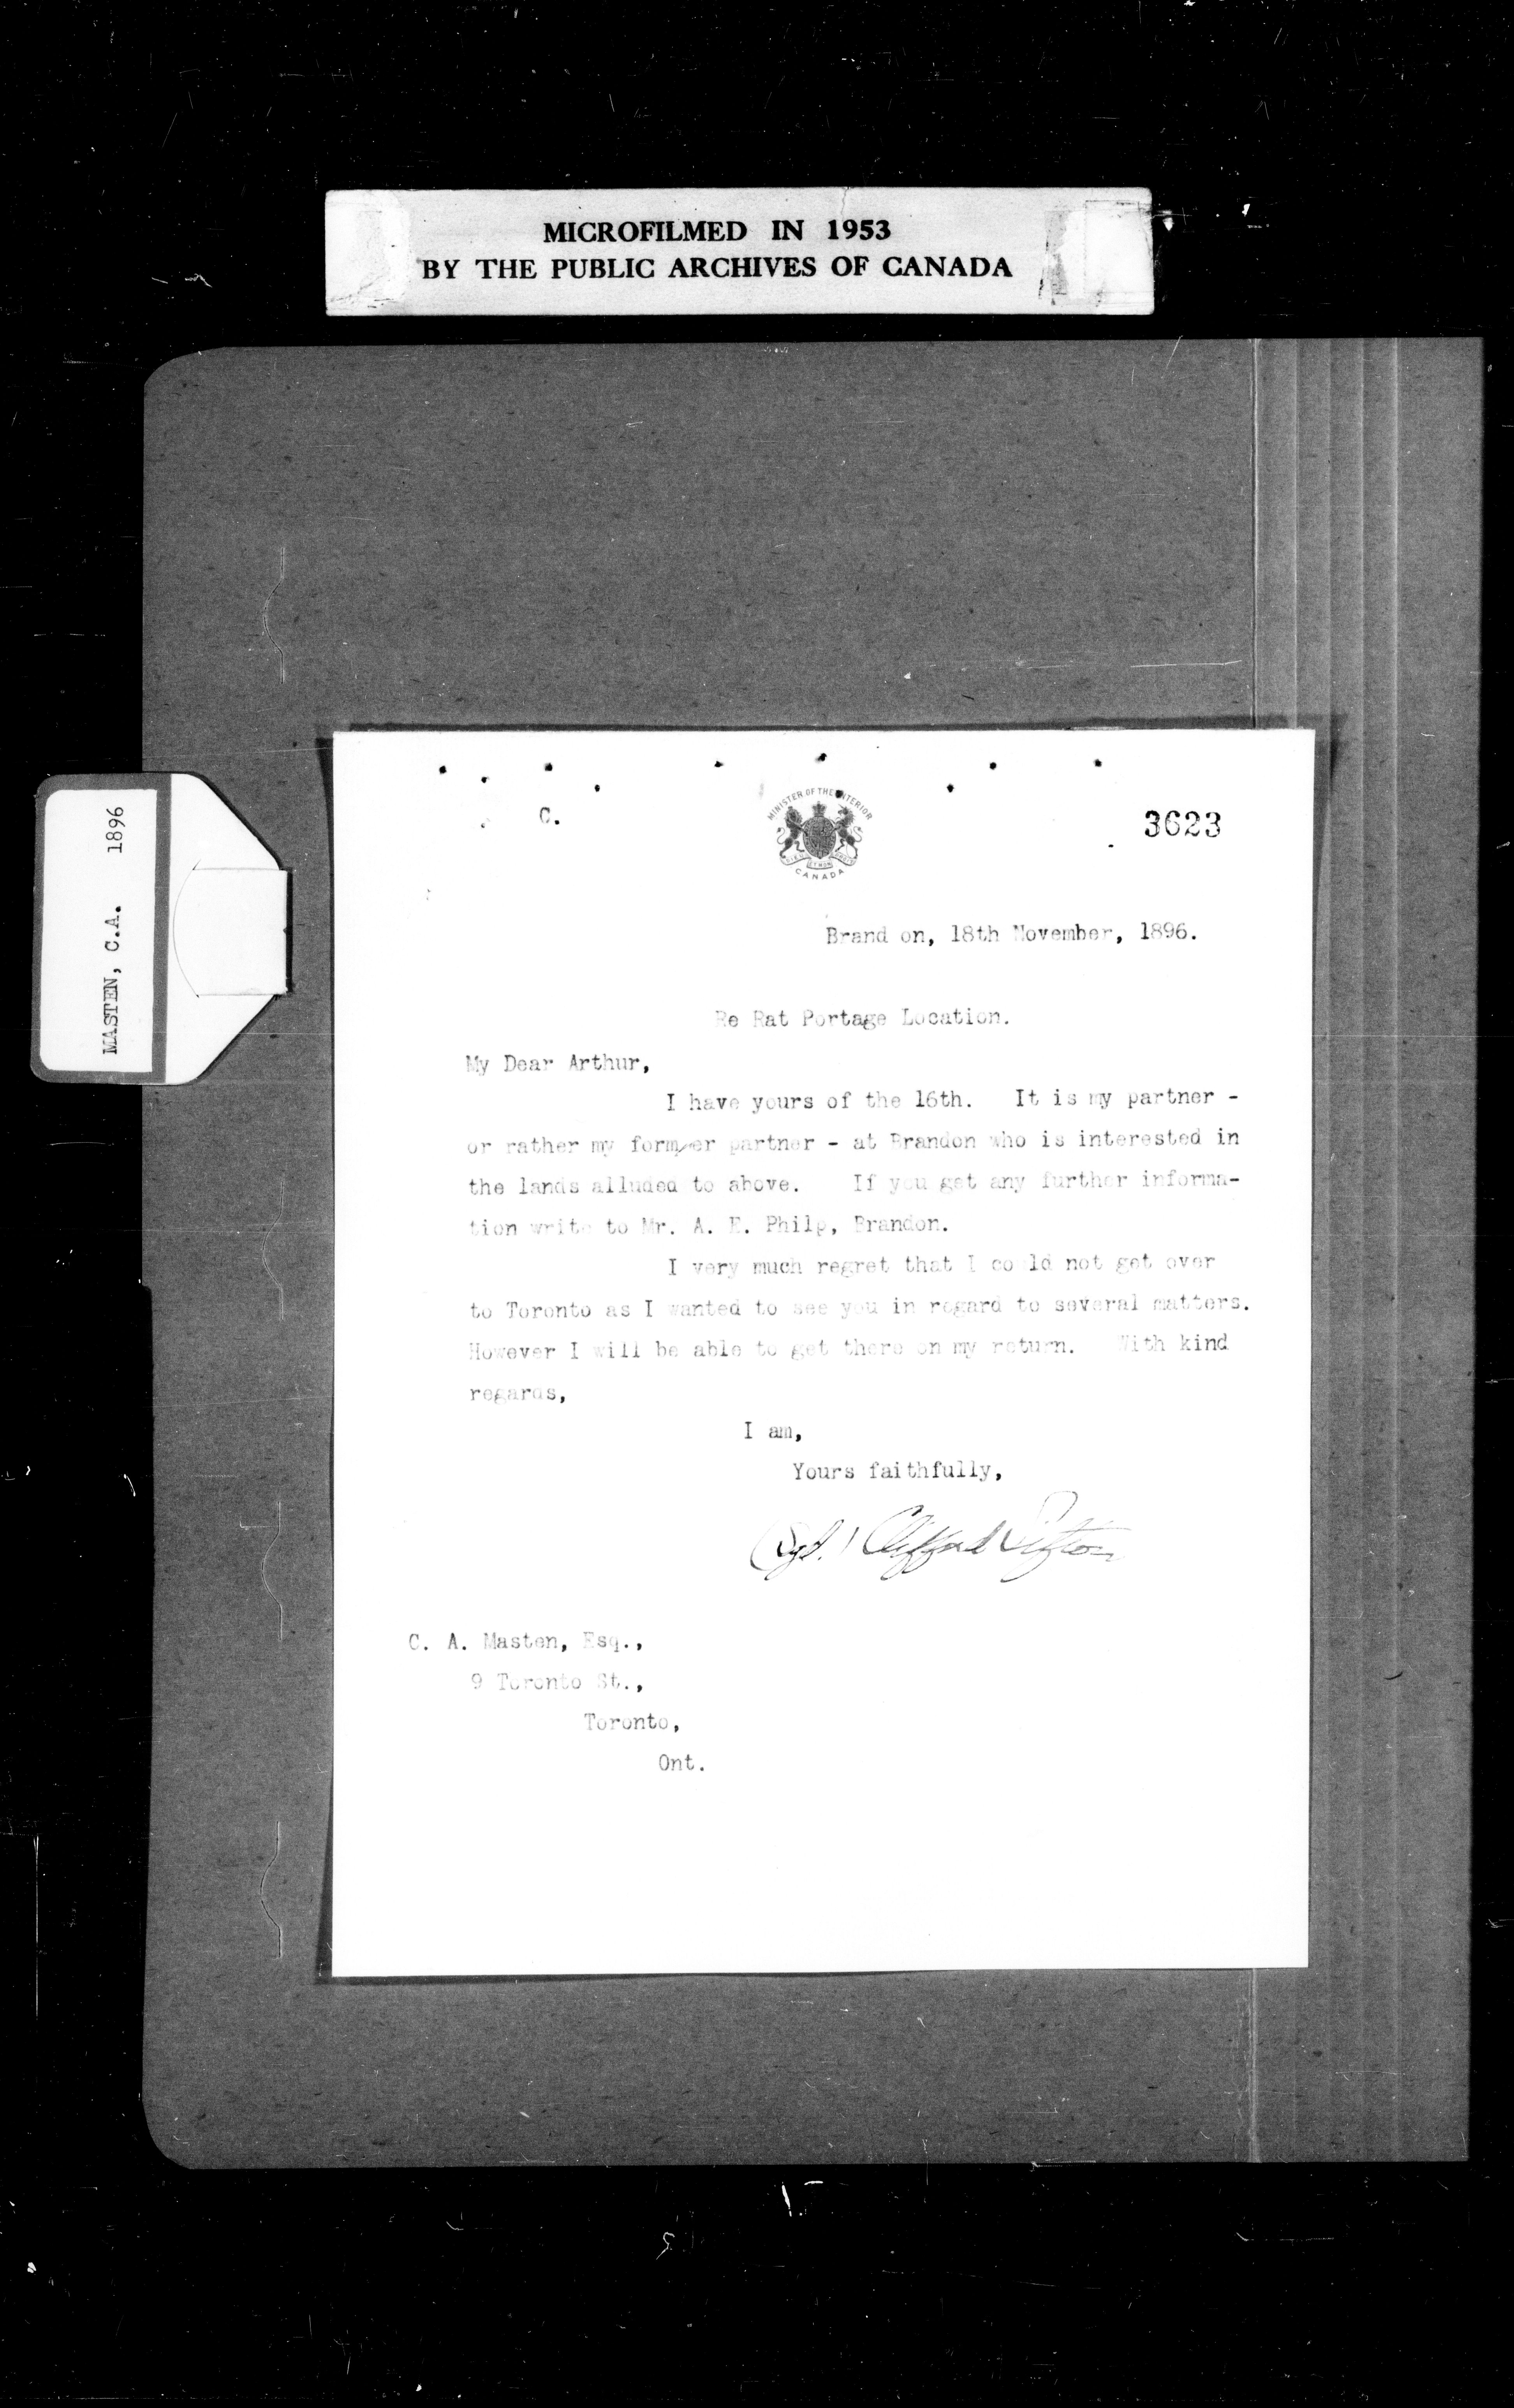 MICROFILMED IN 1953
BY THE PUBLIC ARCHIVES OF CANADA
MASTEN, C.A. 1896
C.
MINISTER OF THE INTERIOR
CANADA
3623
Brand on, 18th November, 1896.
Re Rat Portage Location.
My Dear Arthur,
I have yours of the 16th. It is my partner -
or rather my former partner - at Brandon who is interested in
the lands alluded to above. If you get any further informa-
tion write to Mr. A. E. Philp, Brandon.
I very much regret that I co ld not get over
to Toronto as I wanted to see you in regard to several matters.
However I will be able to get there on my return. With kind
regards,
I am,
Yours faithfully,
(Sgd.) Clifford Sifton
C. A. Masten, Esq.,
9 Toronto St.,
Toronto,
Ont.